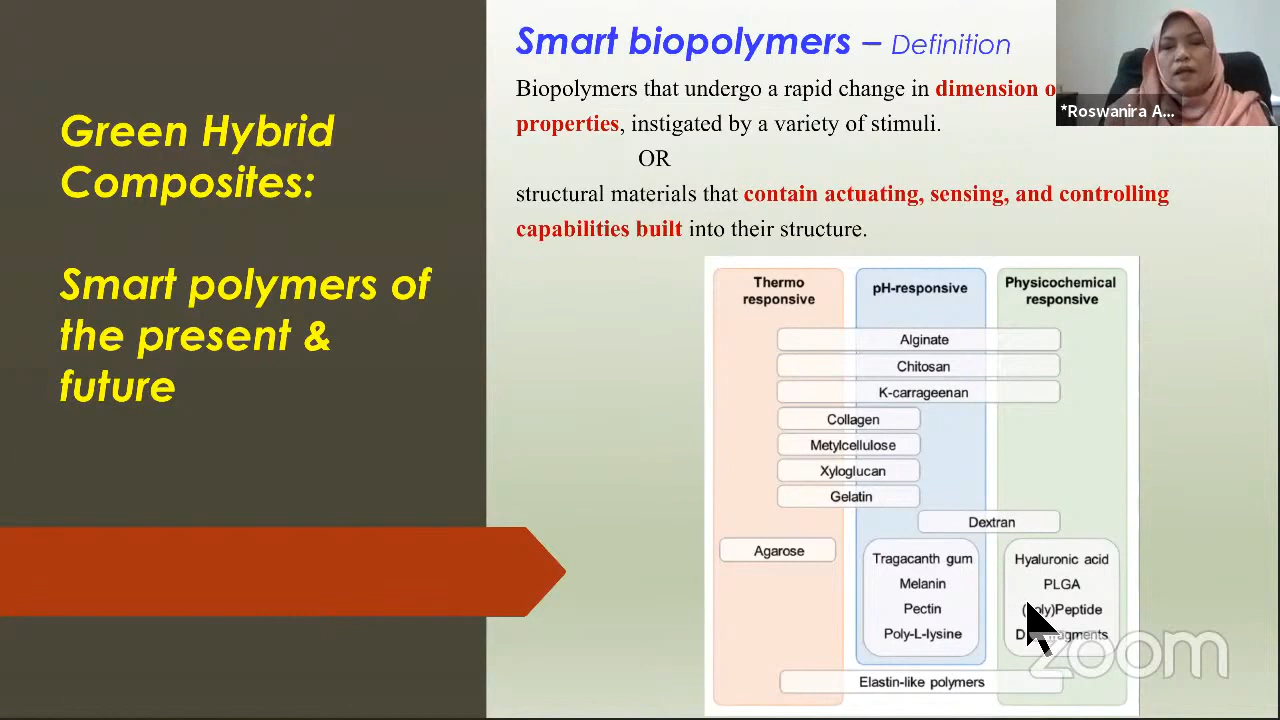 Green Hybrid
Composites:
Smart polymers of
the present &
future
Smart biopolymers – Definition
Biopolymers that undergo a rapid change in dimension
properties, instigated by a variety of stimuli.
OR
structural materials that contain actuating, sensing, and controlling
capabilities built into their structure.
*Roswanira A...
Thermo
responsive
pH-responsive
Physicochemical
responsive
Alginate
Chitosan
K-carrageenan
Collagen
Metylcellulose
Xyloglucan
Gelatin
Dextran
Agarose
Tragacanth gum
Melanin
Pectin
Poly-L-lysine
Hyaluronic acid
PLGA
Elastin-like polymers
zoom